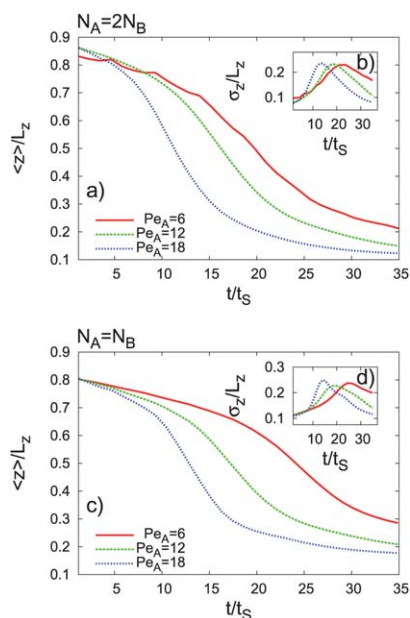 N_A=2N_B
0.9
0.8
0.7
0.6
0.5
0.4
0.3
0.2
0.1
<z>/L_z
a)
Pe_A=6
Pe_A=12
Pe_A=18
5 10 15 20 25 30 35
t/t_S
b)
σ_z/L_z
0.2
0.1
10 20 30
t/t_S
N_A=N_B
0.9
0.8
0.7
0.6
0.5
0.4
0.3
0.2
0.1
<z>/L_z
c)
Pe_A=6
Pe_A=12
Pe_A=18
5 10 15 20 25 30 35
t/t_S
d)
σ_z/L_z
0.3
0.2
0.1
10 20 30
t/t_S